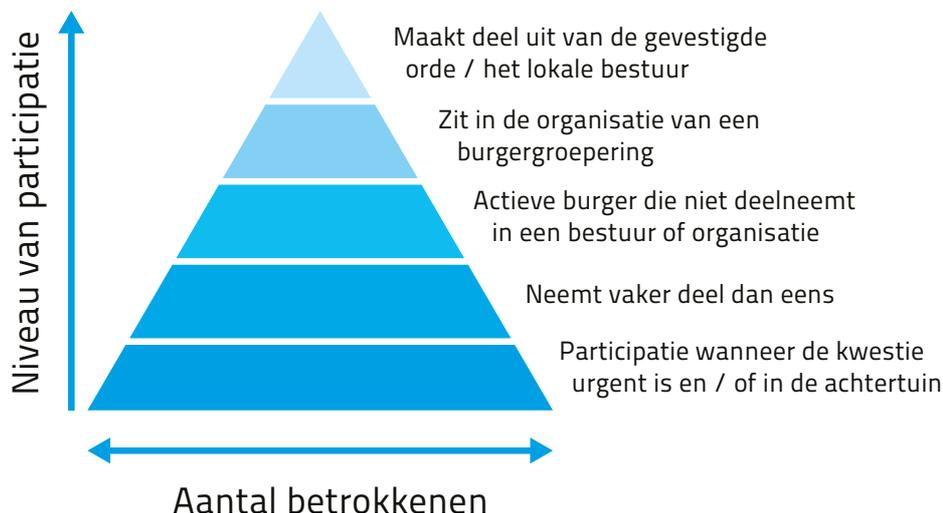 Niveau van participatie
Maakt deel uit van de gevestigde
orde / het lokale bestuur
Zit in de organisatie van een
burgergroepering
Actieve burger die niet deelneemt
in een bestuur of organisatie
Neemt vaker deel dan eens
Participatie wanneer de kwestie
urgent is en / of in de achtertuin
Aantal betrokkenen